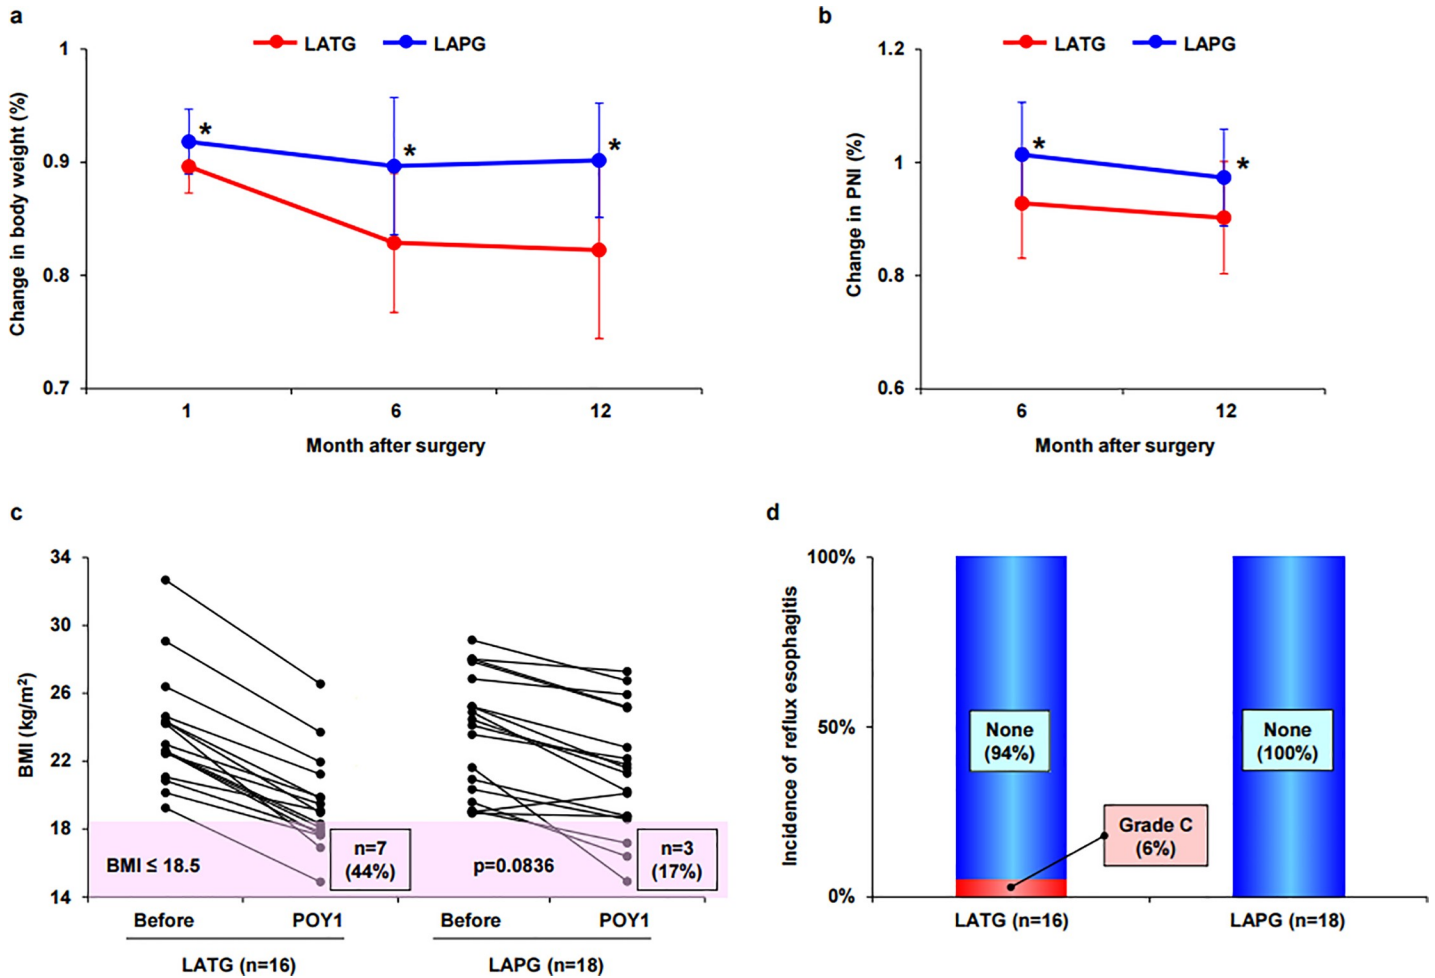 a
LATG
LAPG
Change in body weight (%)
1
0.9
0.8
0.7
*
*
*
1
6
12
Month after surgery
b
LATG
LAPG
Change in PNI (%)
1.2
1
0.8
0.6
*
*
6
12
Month after surgery
c
BMI (kg/m²)
34
30
26
22
18
14
BMI ≤ 18.5
n=7
(44%)
p=0.0836
n=3
(17%)
Before
POY1
Before
POY1
LATG (n=16)
LAPG (n=18)
d
Incidence of reflux esophagitis
100%
50%
0%
None
(94%)
None
(100%)
Grade C
(6%)
LATG (n=16)
LAPG (n=18)